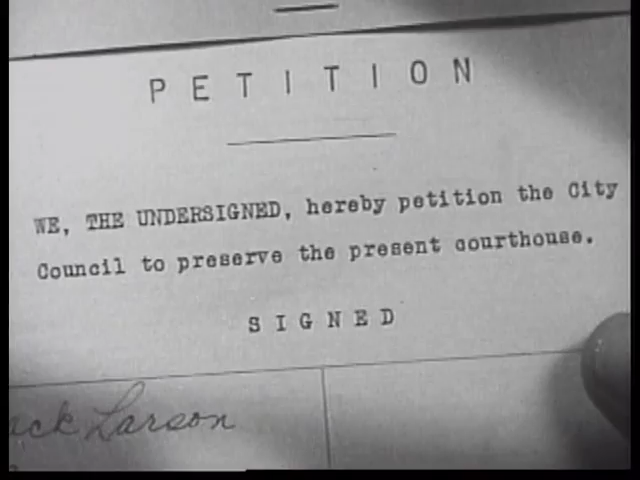 PETITION
WE, THE UNDERSIGNED, hereby petition the City
Council to preserve the present courthouse.
SIGNED
ack Larson